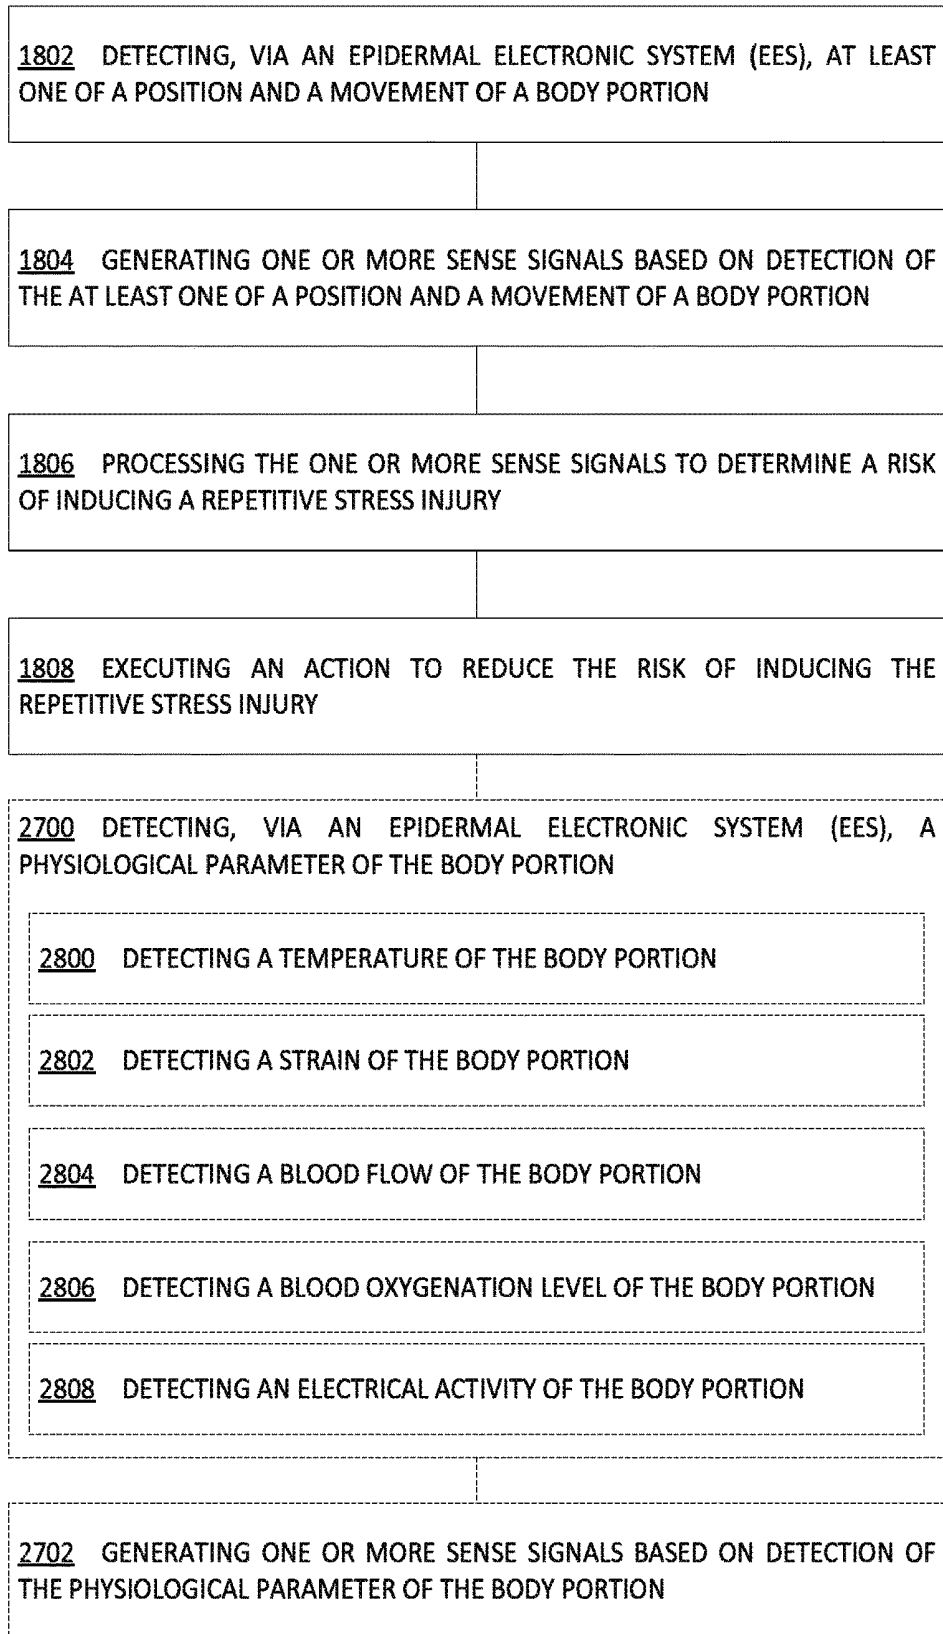 1802 DETECTING, VIA AN EPIDERMAL ELECTRONIC SYSTEM (EES), AT LEAST
ONE OF A POSITION AND A MOVEMENT OF A BODY PORTION
1804 GENERATING ONE OR MORE SENSE SIGNALS BASED ON DETECTION OF
THE AT LEAST ONE OF A POSITION AND A MOVEMENT OF A BODY PORTION
1806 PROCESSING THE ONE OR MORE SENSE SIGNALS TO DETERMINE A RISK
OF INDUCING A REPETITIVE STRESS INJURY
1808 EXECUTING AN ACTION TO REDUCE THE RISK OF INDUCING THE
REPETITIVE STRESS INJURY
2700 DETECTING, VIA AN EPIDERMAL ELECTRONIC SYSTEM (EES), A
PHYSIOLOGICAL PARAMETER OF THE BODY PORTION
2800 DETECTING A TEMPERATURE OF THE BODY PORTION
2802 DETECTING A STRAIN OF THE BODY PORTION
2804 DETECTING A BLOOD FLOW OF THE BODY PORTION
2806 DETECTING A BLOOD OXYGENATION LEVEL OF THE BODY PORTION
2808 DETECTING AN ELECTRICAL ACTIVITY OF THE BODY PORTION
2702 GENERATING ONE OR MORE SENSE SIGNALS BASED ON DETECTION OF
THE PHYSIOLOGICAL PARAMETER OF THE BODY PORTION